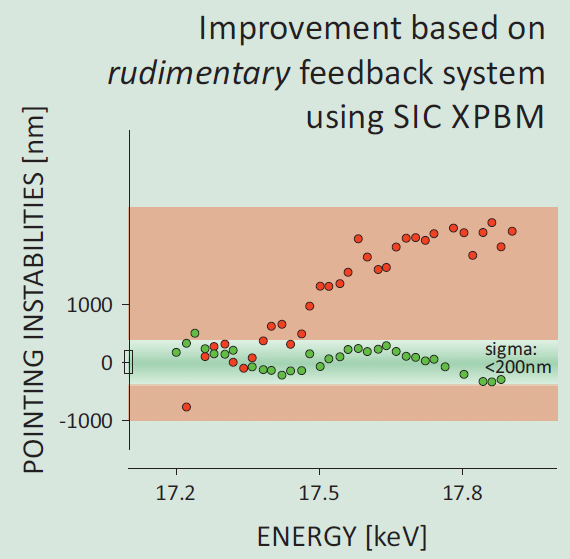 Improvement based on
rudimentary feedback system
using SIC XPBM
POINTING INSTABILITIES [nm]
1000
0
-1000
sigma:
<200nm
17.2
17.5
17.8
ENERGY [keV]